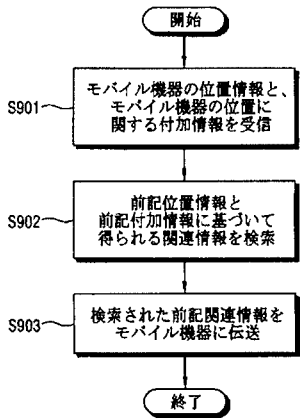 開始
S901
モバイル機器の位置情報と、
モバイル機器の位置に
関する付加情報を受信
S902
前記位置情報と
前記付加情報に基づいて
得られる関連情報を検索
S903
検索された前記関連情報を
モバイル機器に伝送
終了